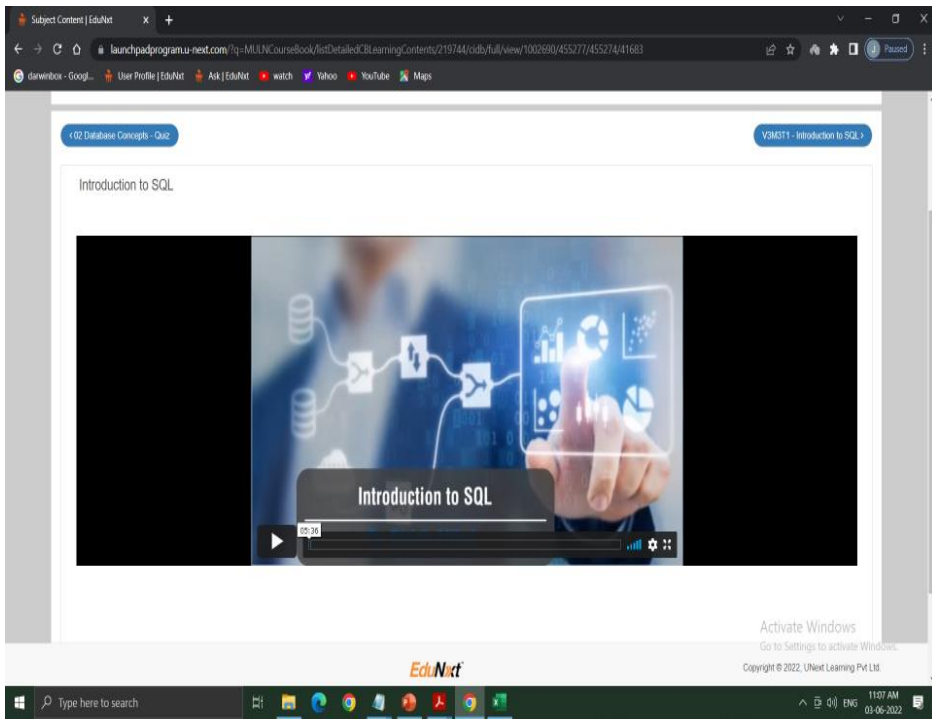 Subject Content | EduNxt
launchpadprogram.u-next.com/?q=MULNCourseBook/listDetailedCBLearningContents/219744/cidb/full/view/1002690/455277/455274/41683
Paused
darwinbox - Googl...
User Profile | EduNxt
Ask | EduNxt
watch
Yahoo
YouTube
Maps
‹ 02 Database Concepts - Quiz
V3M3T1 - Introduction to SQL ›
Introduction to SQL
Introduction to SQL
05:36
Activate Windows
Go to Settings to activate Windows.
EduNxt
Copyright © 2022, UNext Learning Pvt Ltd.
Type here to search
ENG
11:07 AM
03-06-2022